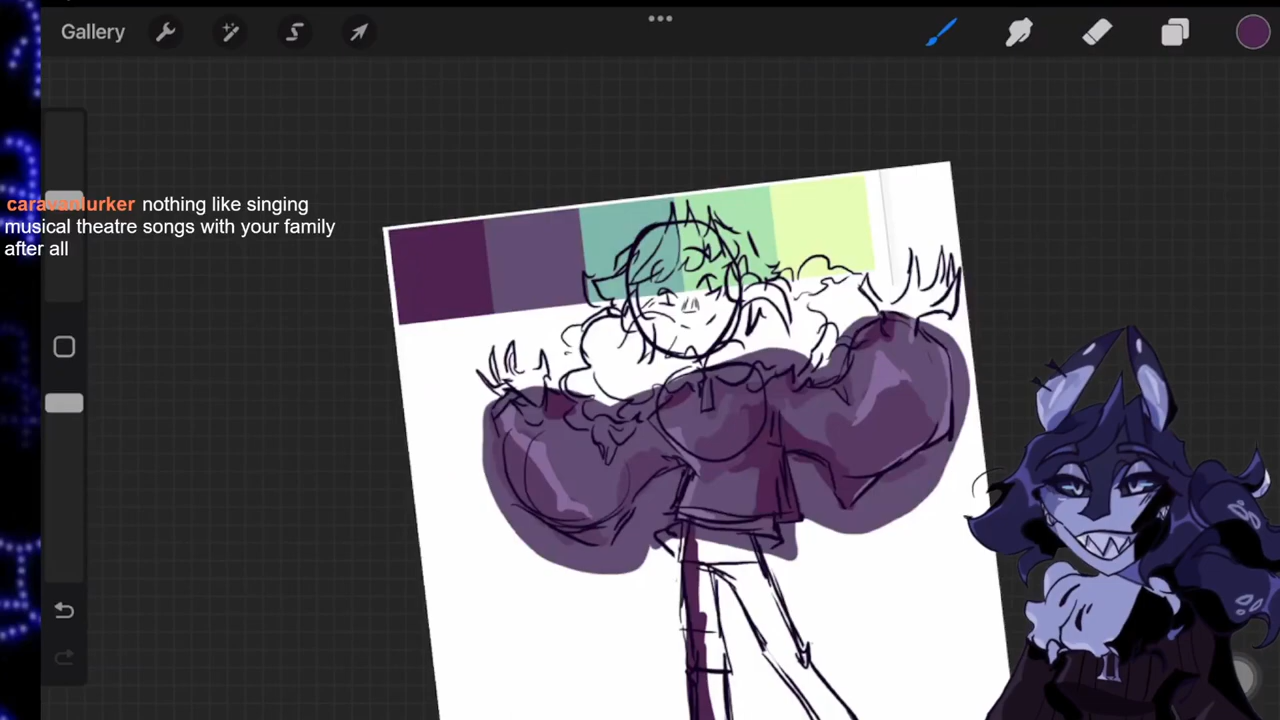 Gallery
caravanlurker nothing like singing
musical theatre songs with your family
after all